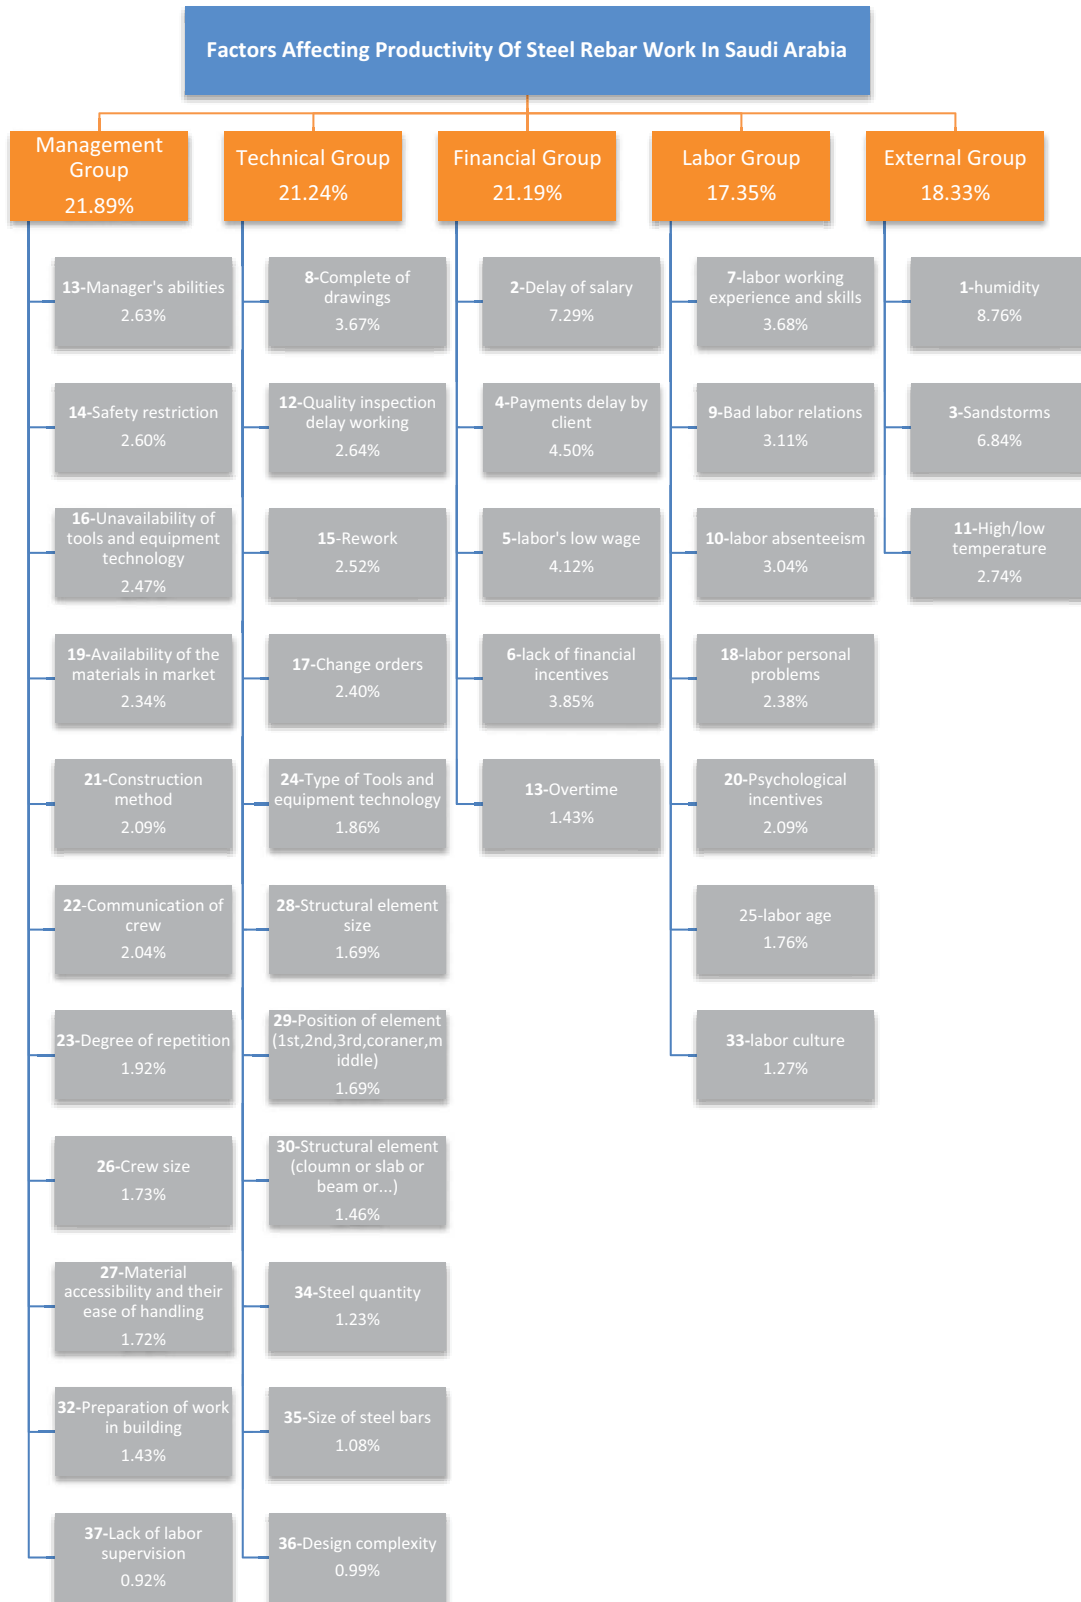 Factors Affecting Productivity Of Steel Rebar Work In Saudi Arabia
Management
Group
21.89%
13-Manager's abilities
2.63%
14-Safety restriction
2.60%
16-Unavailability of
tools and equipment
technology
2.47%
19-Availability of the
materials in market
2.34%
21-Construction
method
2.09%
22-Communication of
crew
2.04%
23-Degree of repetition
1.92%
26-Crew size
1.73%
27-Material
accessibility and their
ease of handling
1.72%
32-Preparation of work
in building
1.43%
37-Lack of labor
supervision
0.92%
Technical Group
21.24%
8-Complete of
drawings
3.67%
12-Quality inspection
delay working
2.64%
15-Rework
2.52%
17-Change orders
2.40%
24-Type of Tools and
equipment technology
1.86%
28-Structural element
size
1.69%
29-Position of element
(1st,2nd,3rd,coraner,m
iddle)
1.69%
30-Structural element
(cloumn or slab or
beam or...)
1.46%
34-Steel quantity
1.23%
35-Size of steel bars
1.08%
36-Design complexity
0.99%
Financial Group
21.19%
2-Delay of salary
7.29%
4-Payments delay by
client
4.50%
5-labor's low wage
4.12%
6-lack of financial
incentives
3.85%
13-Overtime
1.43%
Labor Group
17.35%
7-labor working
experience and skills
3.68%
9-Bad labor relations
3.11%
10-labor absenteeism
3.04%
18-labor personal
problems
2.38%
20-Psychological
incentives
2.09%
25-labor age
1.76%
33-labor culture
1.27%
External Group
18.33%
1-humidity
8.76%
3-Sandstorms
6.84%
11-High/low
temperature
2.74%